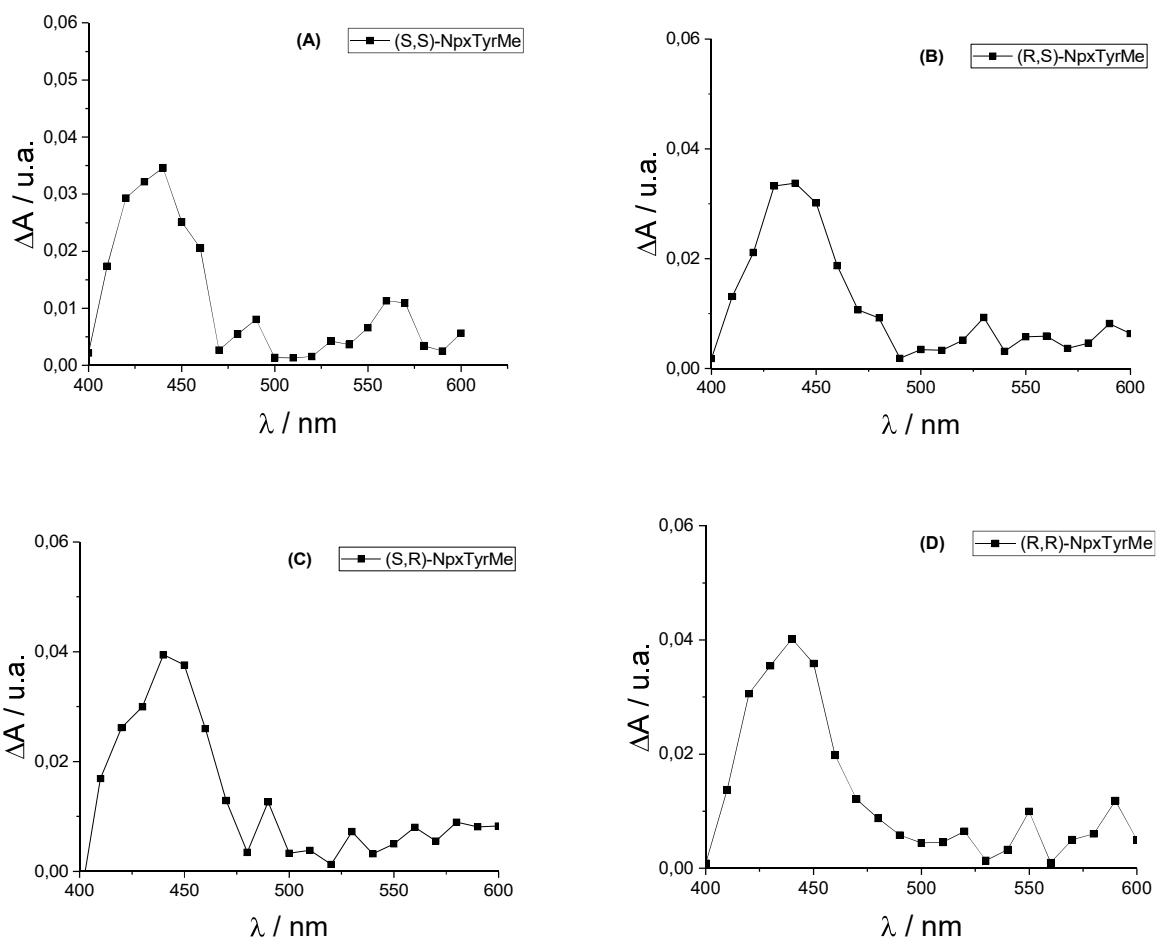 (A) (S,S)-NpxTyrMe
0,06
0,05
0,04
0,03
0,02
0,01
0,00
ΔA / u.a.
400 450 500 550 600
λ / nm
(B) (R,S)-NpxTyrMe
0,06
0,04
0,02
0,00
ΔA / u.a.
400 450 500 550 600
λ / nm
(C) (S,R)-NpxTyrMe
0,06
0,04
0,02
0,00
ΔA / u.a.
400 450 500 550 600
λ / nm
(D) (R,R)-NpxTyrMe
0,06
0,04
0,02
0,00
ΔA / u.a.
400 450 500 550 600
λ / nm